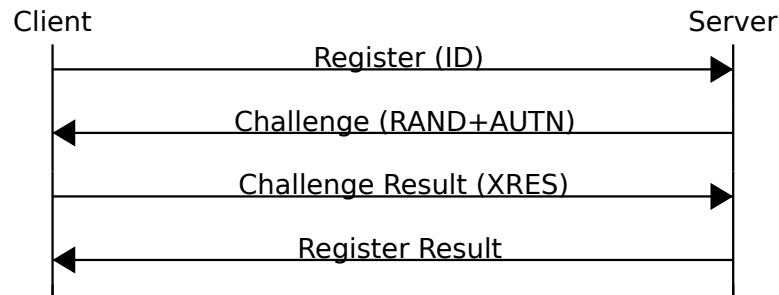 Client Server
Register (ID)
Challenge (RAND+AUTN)
Challenge Result (XRES)
Register Result